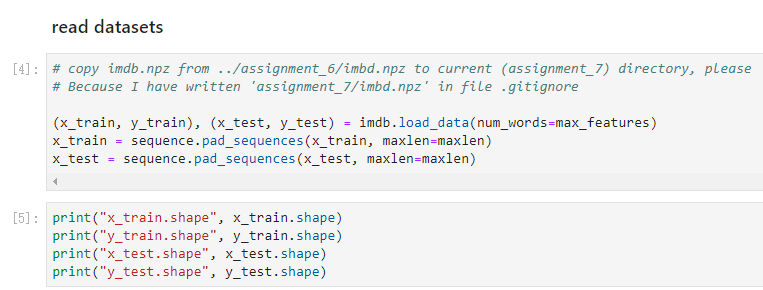 read datasets
[4]: # copy imdb.npz from ../assignment_6/imbd.npz to current (assignment_7) directory, please
# Because I have written 'assignment_7/imbd.npz' in file .gitignore
(x_train, y_train), (x_test, y_test) = imdb.load_data(num_words=max_features)
x_train = sequence.pad_sequences(x_train, maxlen=maxlen)
x_test = sequence.pad_sequences(x_test, maxlen=maxlen)
[5]: print("x_train.shape", x_train.shape)
print("y_train.shape", y_train.shape)
print("x_test.shape", x_test.shape)
print("y_test.shape", y_test.shape)